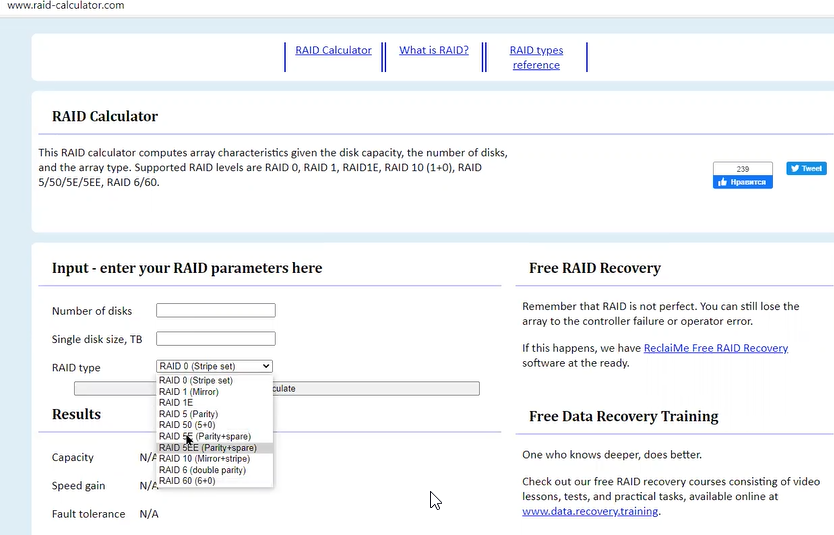 www.raid-calculator.com
RAID Calculator
What is RAID?
RAID types
reference
RAID Calculator
This RAID calculator computes array characteristics given the disk capacity, the number of disks,
and the array type. Supported RAID levels are RAID 0, RAID 1, RAID1E, RAID 10 (1+0), RAID
5/50/5E/5EE, RAID 6/60.
239
Нравится
Tweet
Input - enter your RAID parameters here
Number of disks
Single disk size, TB
RAID type
RAID 0 (Stripe set)
RAID 0 (Stripe set)
RAID 1 (Mirror)
RAID 1E
RAID 5 (Parity)
RAID 50 (5+0)
RAID 5E (Parity+spare)
RAID 5EE (Parity+spare)
RAID 10 (Mirror+stripe)
RAID 6 (double parity)
RAID 60 (6+0)
culate
Results
Capacity N/A
Speed gain N/A
Fault tolerance N/A
Free RAID Recovery
Remember that RAID is not perfect. You can still lose the
array to the controller failure or operator error.
If this happens, we have ReclaiMe Free RAID Recovery
software at the ready.
Free Data Recovery Training
One who knows deeper, does better.
Check out our free RAID recovery courses consisting of video
lessons, tests, and practical tasks, available online at
www.data.recovery.training.